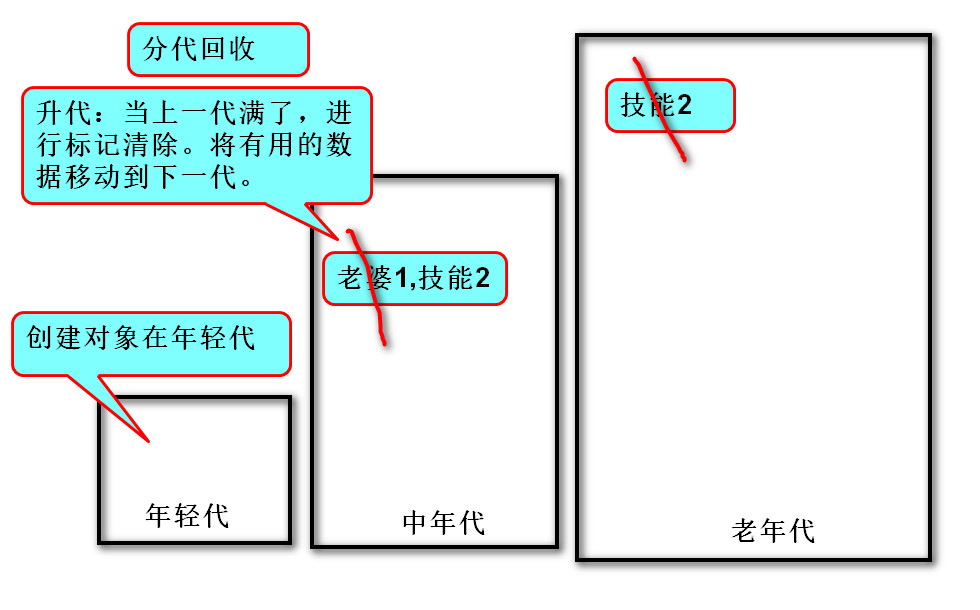 分代回收
升代：当上一代满了，进
行标记清除。将有用的数
据移动到下一代。
技能2
老婆1,技能2
创建对象在年轻代
年轻代
中年代
老年代